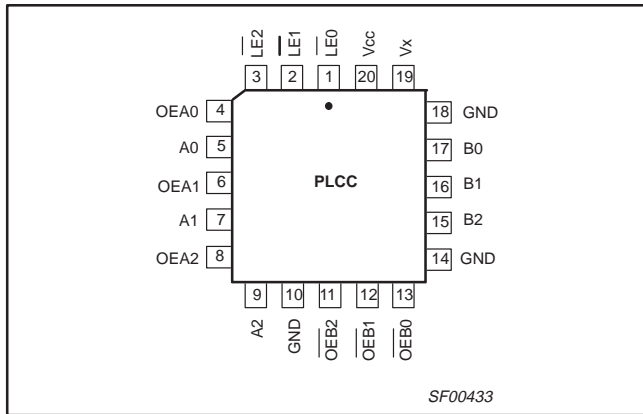 LE2 LE1 LE0 Vcc Vx
3 2 1 20 19
OEA0 4 18 GND
A0 5 17 B0
OEA1 6 PLCC 16 B1
A1 7 15 B2
OEA2 8 14 GND
9 10 11 12 13
A2 GND OEB2 OEB1 OEB0
SF00433